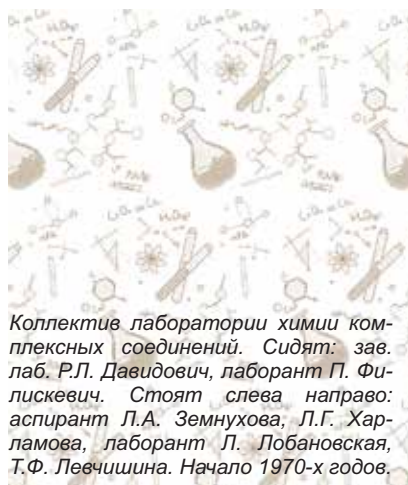 Коллектив лаборатории химии ком-
плексных соединений. Сидят: зав.
лаб. Р.Л. Давидович, лаборант П. Фи-
лискевич. Стоят слева направо:
аспирант Л.А. Земнухова, Л.Г. Хар-
ламова, лаборант Л. Лобановская,
Т.Ф. Левчишина. Начало 1970-х годов.